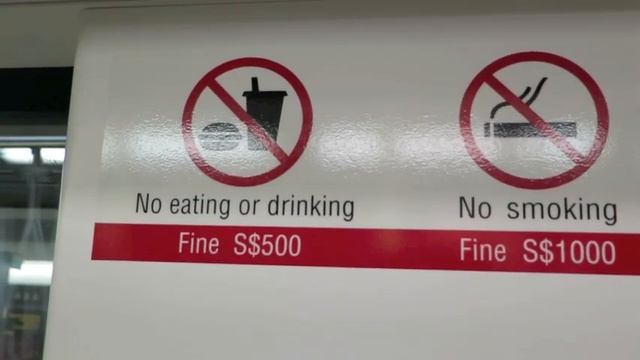 No eating or drinking
Fine S$500
No smoking
Fine S$1000